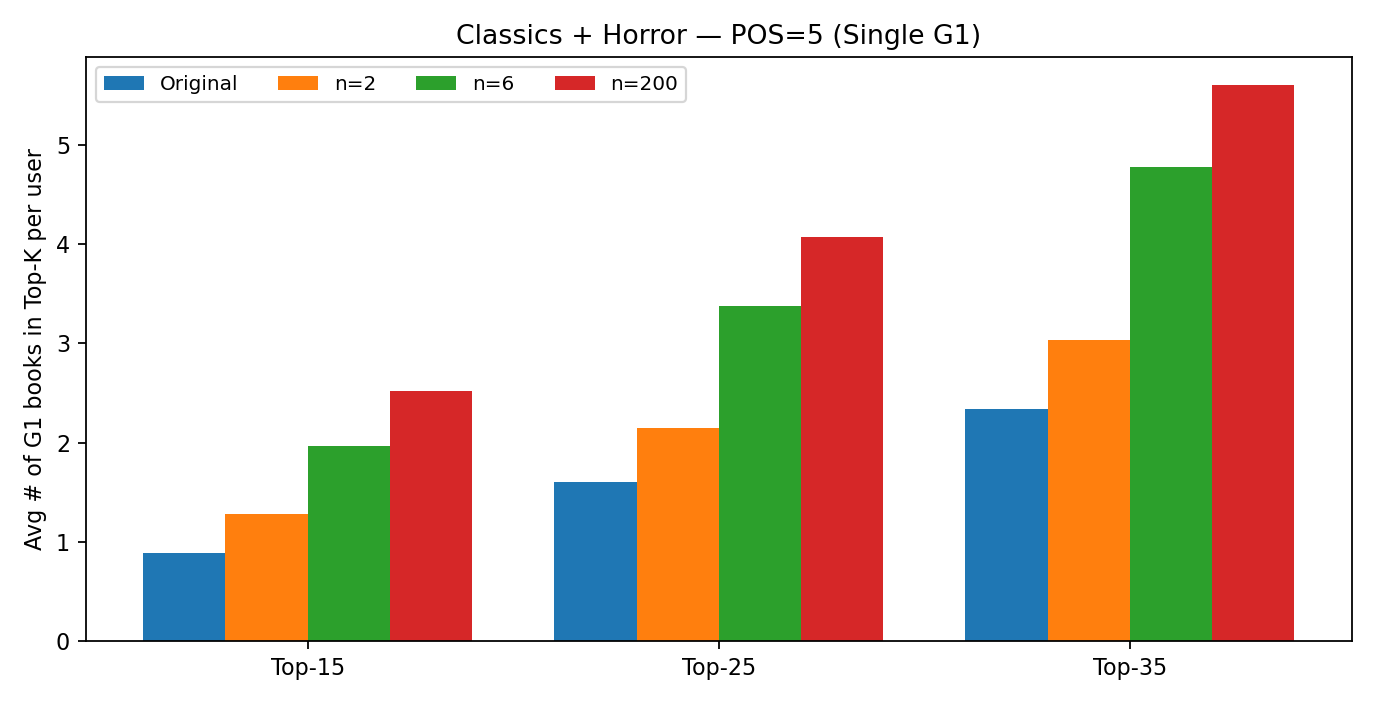 Classics + Horror — POS=5 (Single G1)
Original n=2 n=6 n=200
Avg # of G1 books in Top-K per user
5
4
3
2
1
0
Top-15 Top-25 Top-35